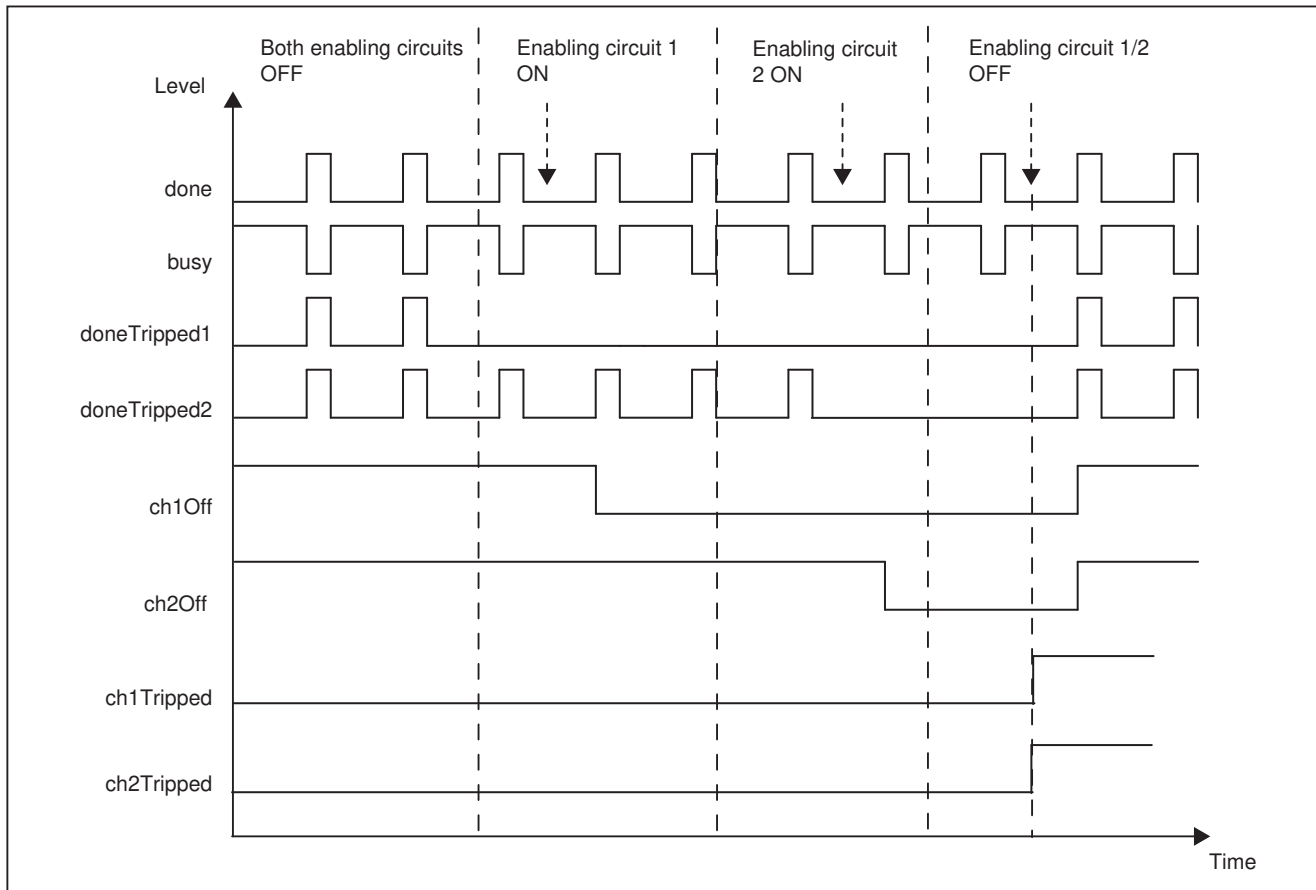 Both enabling circuits
OFF
Enabling circuit 1
ON
Enabling circuit
2 ON
Enabling circuit 1/2
OFF
Level
done
busy
doneTripped1
doneTripped2
ch1Off
ch2Off
ch1Tripped
ch2Tripped
Time